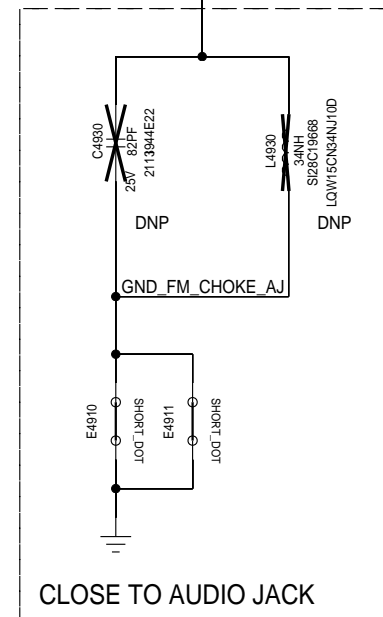 C4930
82PF
2113944E22
25V
DNP
L4930
34NH
SI28C19668
LQW15CN34NJ10D
DNP
GND_FM_CHOKE_AJ
E4910
SHORT_DOT
E4911
SHORT_DOT
CLOSE TO AUDIO JACK